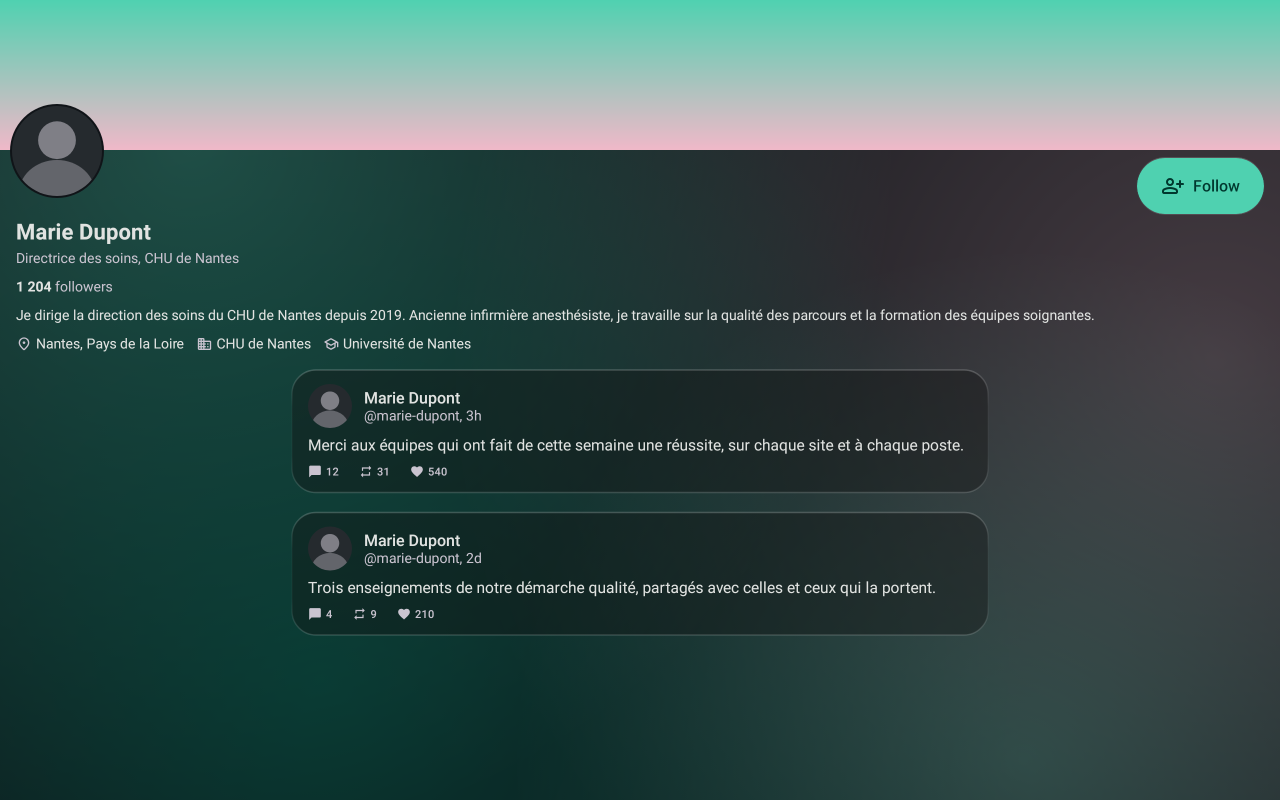 Follow
Marie Dupont
Directrice des soins, CHU de Nantes
1 204 followers
Je dirige la direction des soins du CHU de Nantes depuis 2019. Ancienne infirmière anesthésiste, je travaille sur la qualité des parcours et la formation des équipes soignantes.
Nantes, Pays de la Loire CHU de Nantes Université de Nantes
Marie Dupont
@marie-dupont, 3h
Merci aux équipes qui ont fait de cette semaine une réussite, sur chaque site et à chaque poste.
12 31 540
Marie Dupont
@marie-dupont, 2d
Trois enseignements de notre démarche qualité, partagés avec celles et ceux qui la portent.
4 9 210